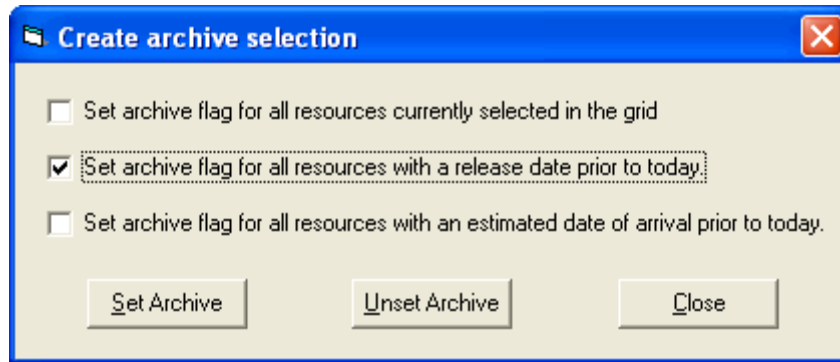 Create archive selection
Set archive flag for all resources currently selected in the grid
Set archive flag for all resources with a release date prior to today.
Set archive flag for all resources with an estimated date of arrival prior to today.
Set Archive Unset Archive Close